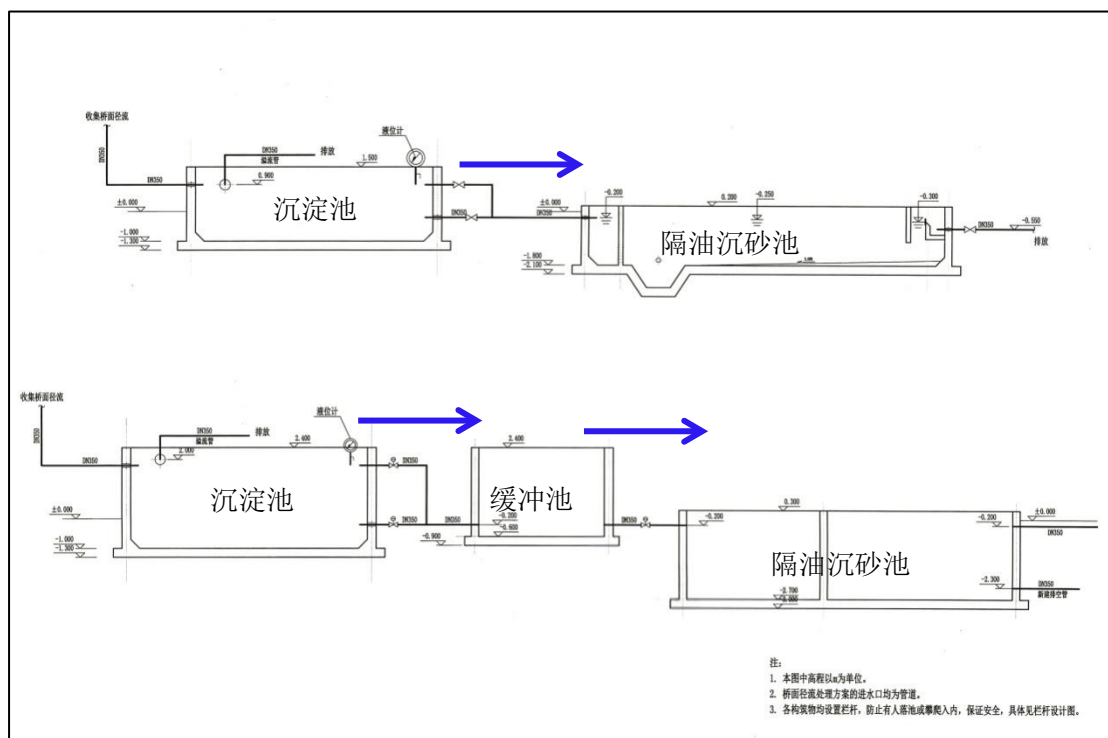 收集桥面径流
DN350
DN350
DN350
溢流管
排放
液位计
1.500
0.900
±0.000
-1.000
-1.300
沉淀池
DN350
DN350
±0.000
-0.200
0.200
-0.250
-0.300
DN350
-0.550
排放
隔油沉砂池
-1.800
-2.100
收集桥面径流
DN350
DN350
DN350
溢流管
排放
液位计
2.400
2.000
±0.000
-1.000
-1.300
沉淀池
DN350
DN350
2.400
缓冲池
-0.200
-0.600
-0.900
DN350
0.300
-0.200
-0.200
±0.000
DN350
隔油沉砂池
-2.300
DN350
新建排空管
-2.700
注:
1. 本图中高程以m为单位。
2. 桥面径流处理方案的进水口均为管道。
3. 各构筑物均设置栏杆，防止有人落池或攀爬入内，保证安全，具体见栏杆设计图。